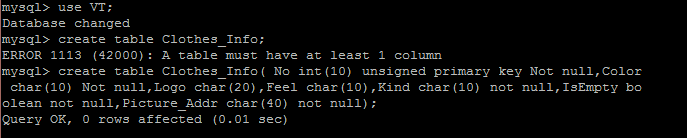 mysql> use VT;
Database changed
mysql> create table Clothes_Info;
ERROR 1113 (42000): A table must have at least 1 column
mysql> create table Clothes_Info( No int(10) unsigned primary key Not null,Color
 char(10) Not null,Logo char(20),Feel char(10),Kind char(10) not null,IsEmpty bo
olean not null,Picture_Addr char(40) not null);
Query OK, 0 rows affected (0.01 sec)